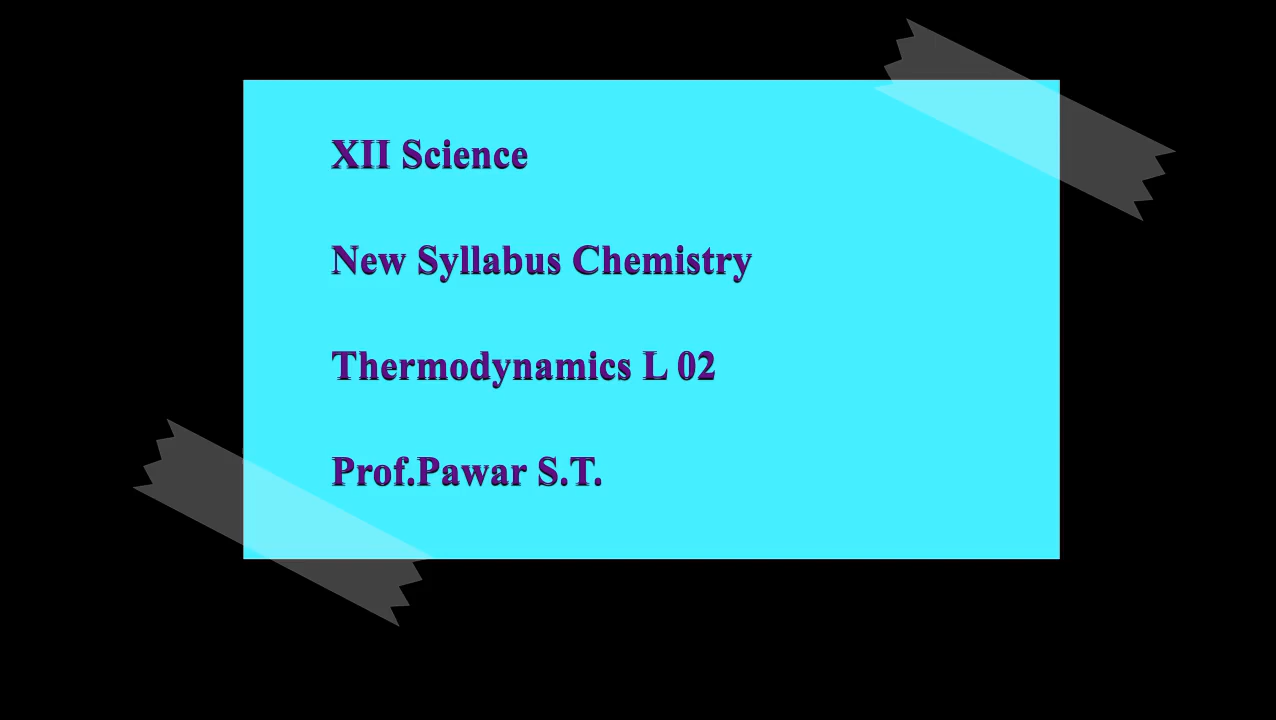 XII Science
New Syllabus Chemistry
Thermodynamics L 02
Prof.Pawar S.T.